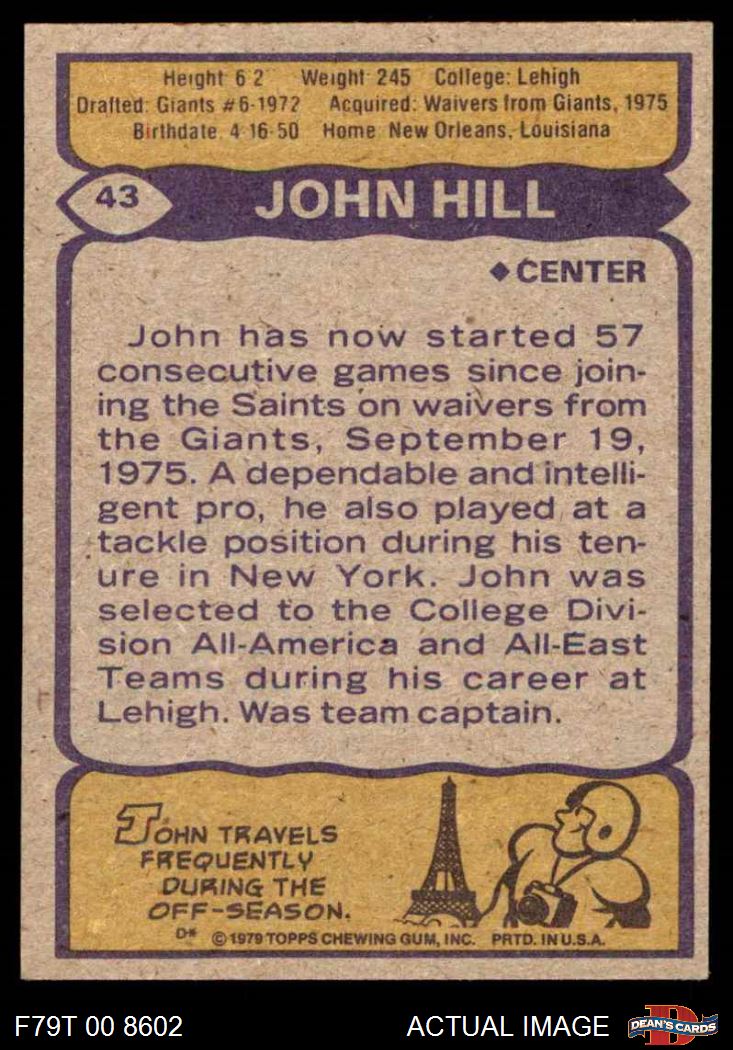 Height 6 2 Weight 245 College: Lehigh
Drafted: Giants #6-1972 Acquired: Waivers from Giants, 1975
Birthdate 4-16-50 Home New Orleans, Louisiana
43 JOHN HILL
◆CENTER
John has now started 57
consecutive games since join-
ing the Saints on waivers from
the Giants, September 19,
1975. A dependable and intelli-
gent pro, he also played at a
tackle position during his ten-
ure in New York. John was
selected to the College Divi-
sion All-America and All-East
Teams during his career at
Lehigh. Was team captain.
JOHN TRAVELS
FREQUENTLY
DURING THE
OFF-SEASON.
D* ©1979 TOPPS CHEWING GUM, INC. PRTD. IN U.S.A.
F79T 00 8602 ACTUAL IMAGE D DEAN'S CARDS